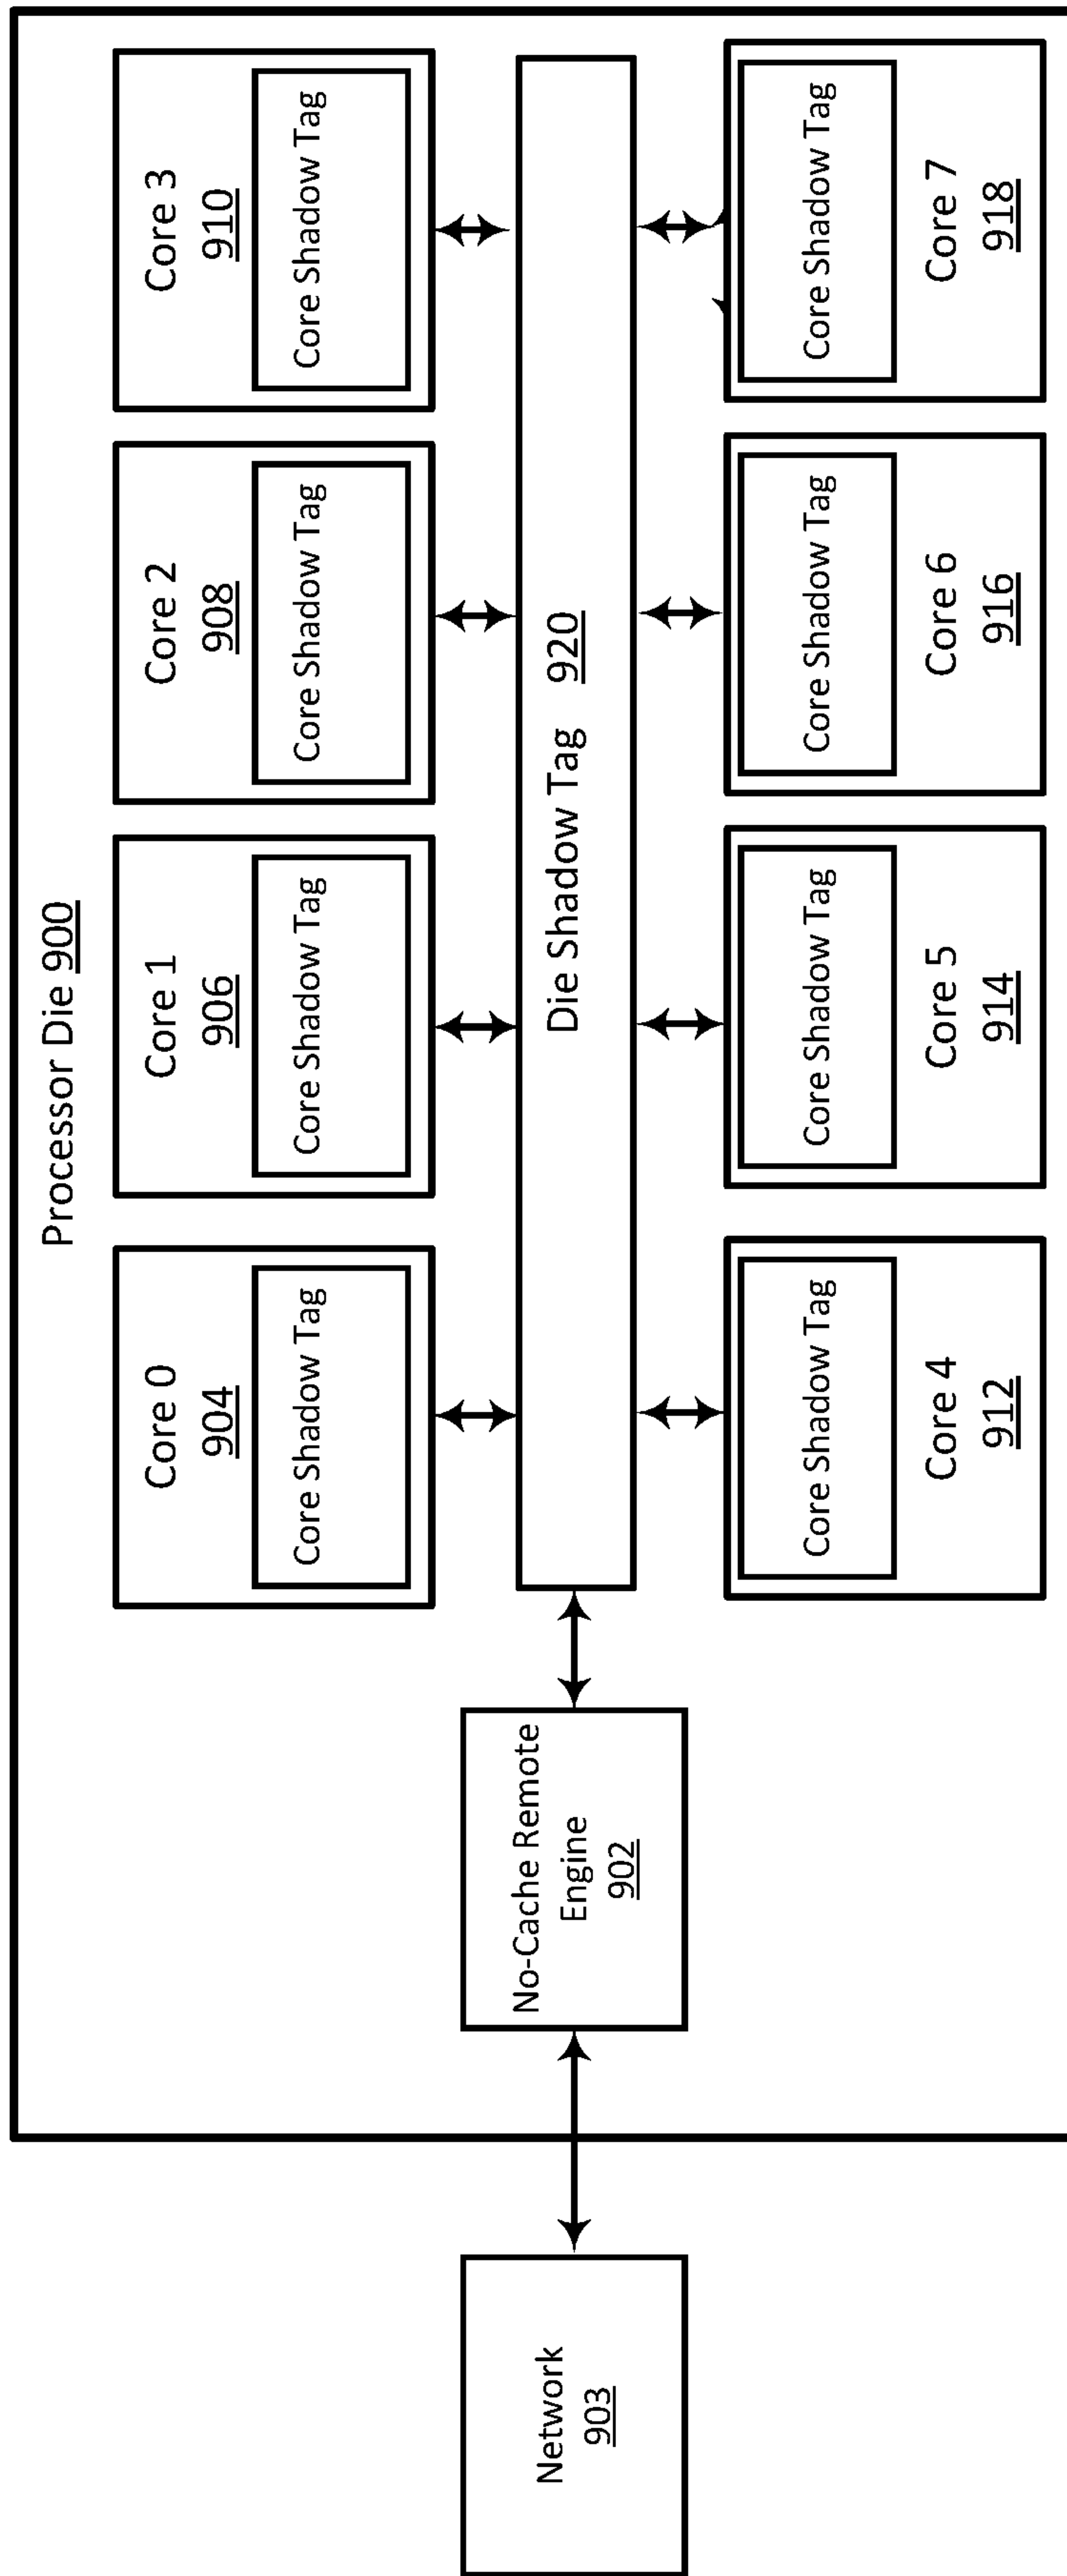 Processor Die 900
Core 0
904
Core Shadow Tag
Core 1
906
Core Shadow Tag
Core 2
908
Core Shadow Tag
Core 3
910
Core Shadow Tag
Network
903
No-Cache Remote
Engine
902
Die Shadow Tag 920
Core Shadow Tag
Core 4
912
Core Shadow Tag
Core 5
914
Core Shadow Tag
Core 6
916
Core Shadow Tag
Core 7
918